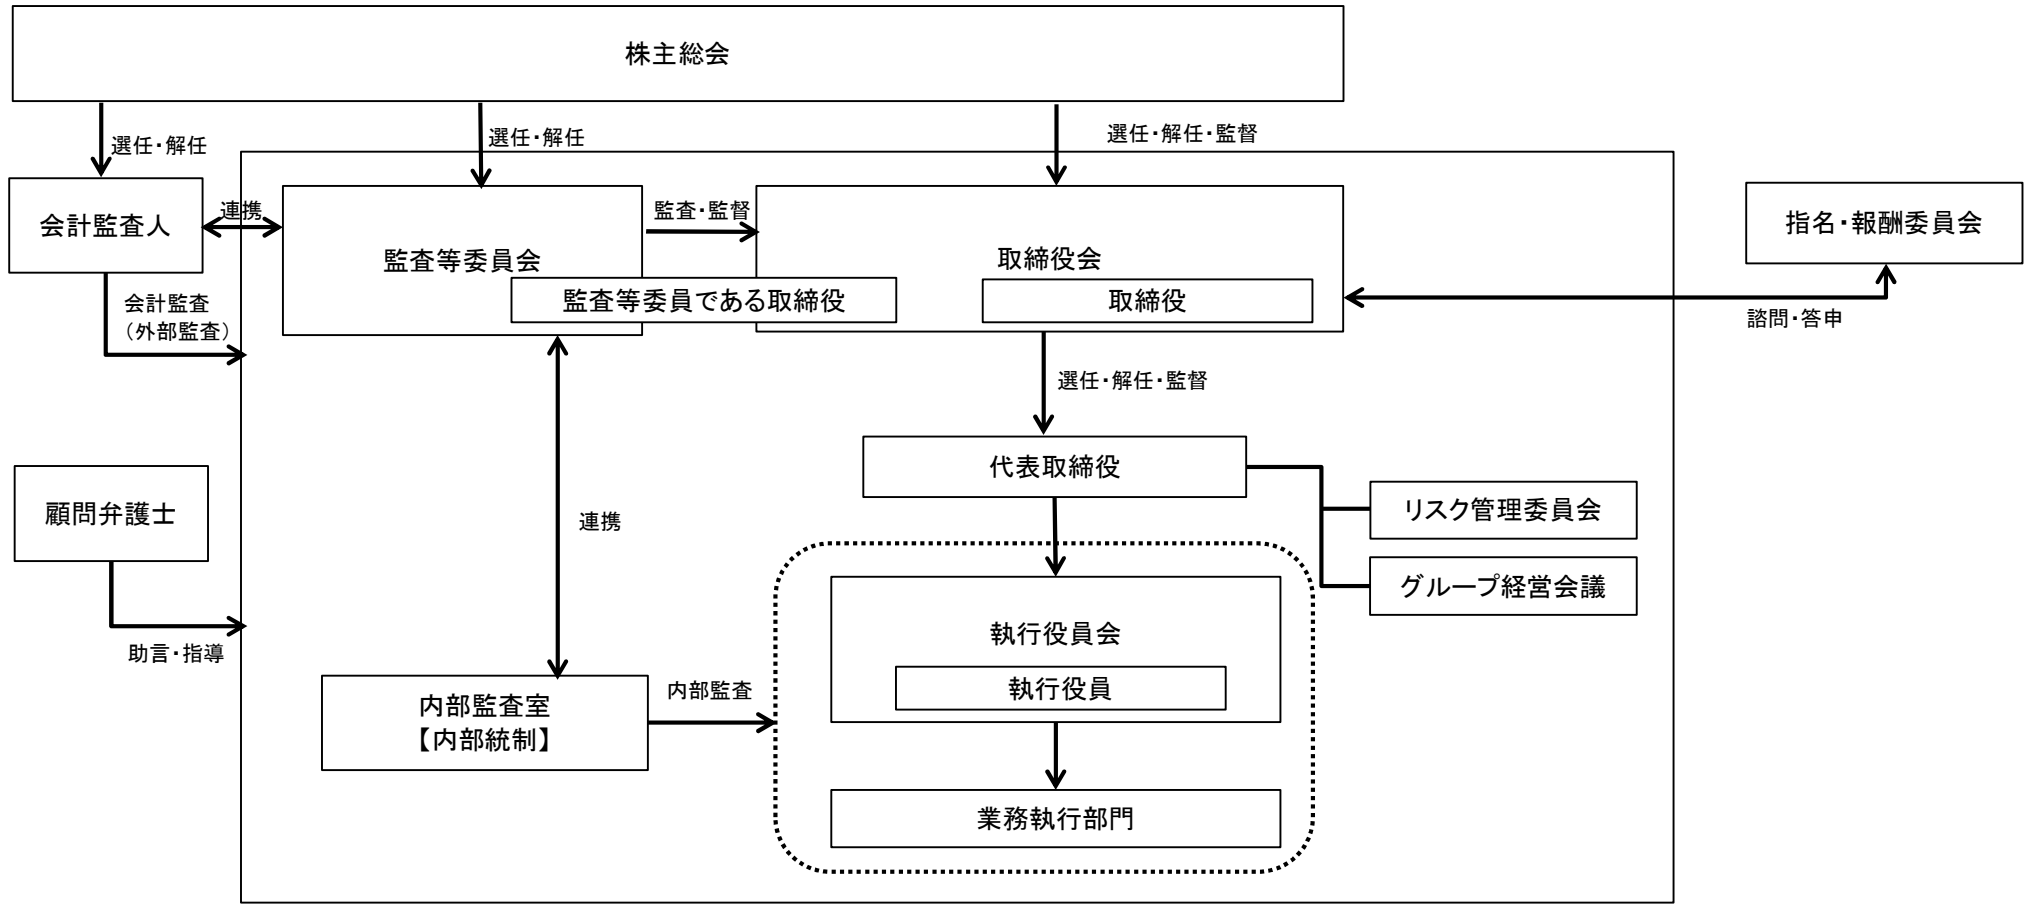 株主総会
選任・解任
選任・解任
選任・解任・監督
会計監査人
連携
監査等委員会
監査・監督
取締役会
指名・報酬委員会
監査等委員である取締役
取締役
会計監査
（外部監査）
諮問・答申
選任・解任・監督
代表取締役
顧問弁護士
リスク管理委員会
連携
グループ経営会議
助言・指導
執行役員会
執行役員
内部監査室
【内部統制】
内部監査
業務執行部門